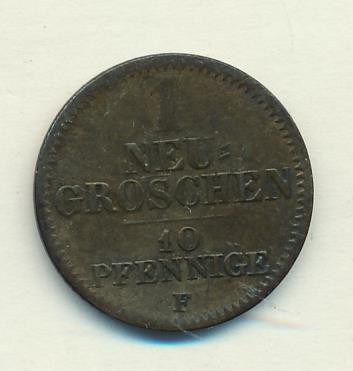 1
NEU=
GROSCHEN
10
PFENNIGE
F